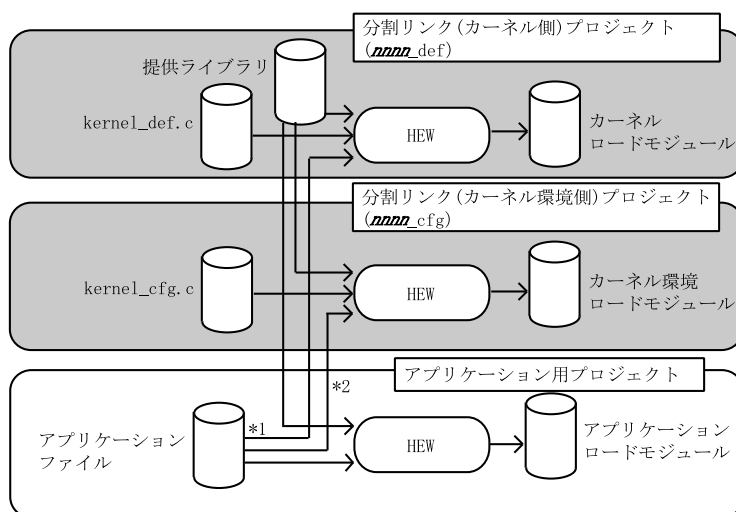 分割リンク(カーネル側)プロジェクト
(nnnn_def)
提供ライブラリ
kernel_def.c
HEW
カーネル
ロードモジュール
分割リンク(カーネル環境側)プロジェクト
(nnnn_cfg)
kernel_cfg.c
HEW
カーネル環境
ロードモジュール
アプリケーション用プロジェクト
*2
*1
アプリケーション
ファイル
HEW
アプリケーション
ロードモジュール